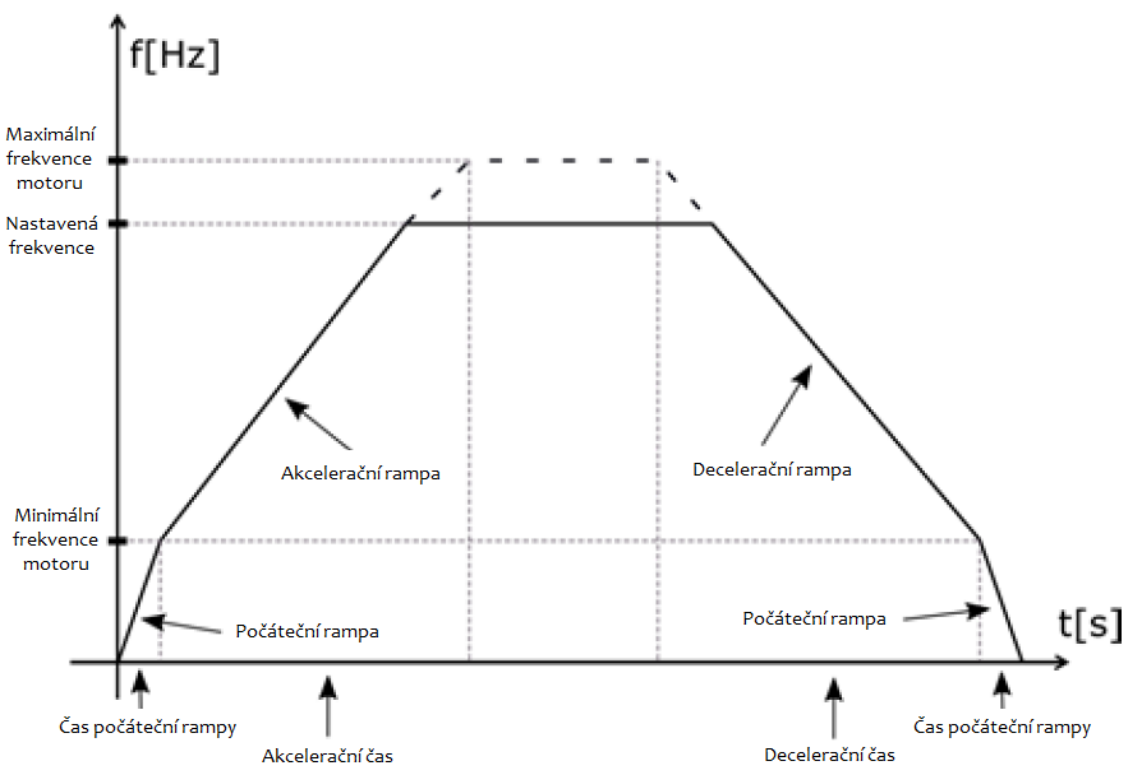 f[Hz]
Maximální
frekvence
motoru
Nastavená
frekvence
Akcelerační rampa
Decelerační rampa
Minimální
frekvence
motoru
Počáteční rampa
Počáteční rampa
t[s]
Čas počáteční rampy
Čas počáteční rampy
Akcelerační čas
Decelerační čas